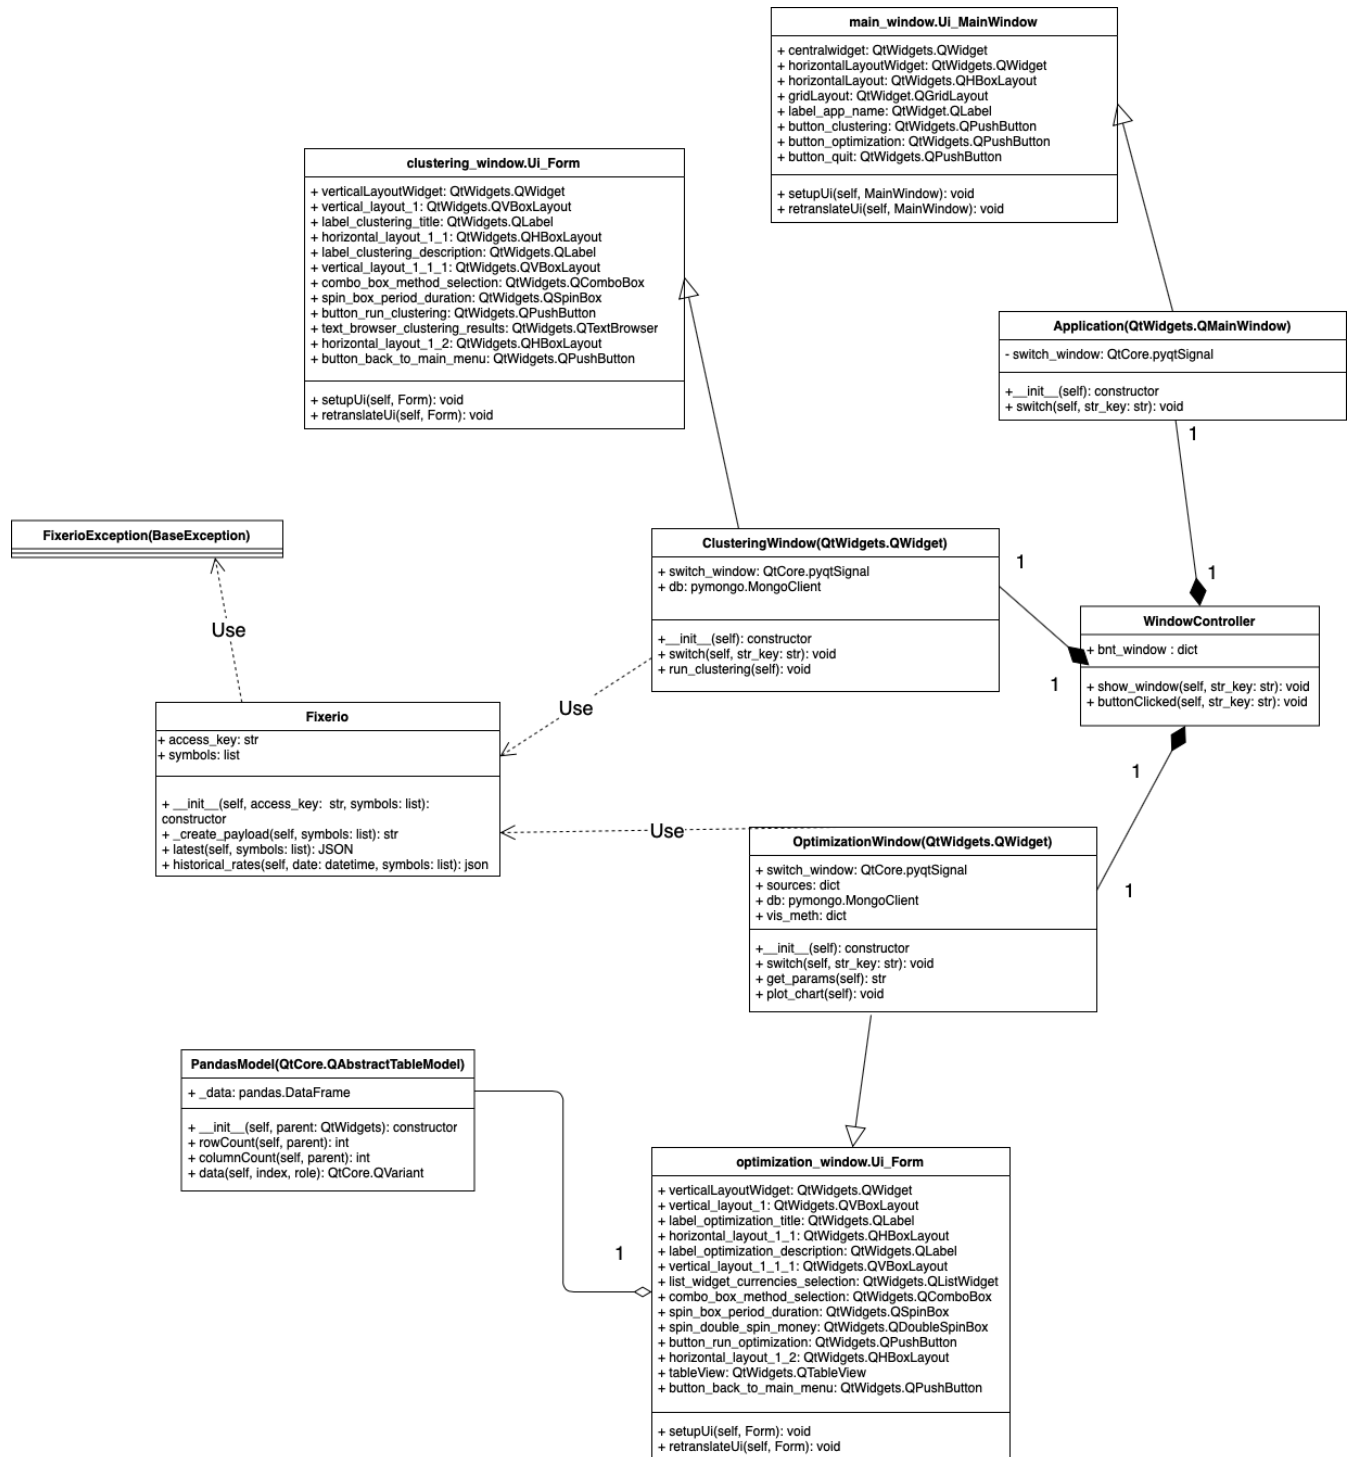 main_window.Ui_MainWindow
+ centralwidget: QtWidgets.QWidget
+ horizontalLayoutWidget: QtWidgets.QWidget
+ horizontalLayout: QtWidgets.QHBoxLayout
+ gridLayout: QtWidget.QGridLayout
+ label_app_name: QtWidget.QLabel
+ button_clustering: QtWidgets.QPushButton
+ button_optimization: QtWidgets.QPushButton
+ button_quit: QtWidgets.QPushButton
+ setupUi(self, MainWindow): void
+ retranslateUi(self, MainWindow): void
clustering_window.Ui_Form
+ verticalLayoutWidget: QtWidgets.QWidget
+ vertical_layout_1: QtWidgets.QVBoxLayout
+ label_clustering_title: QtWidgets.QLabel
+ horizontal_layout_1_1: QtWidgets.QHBoxLayout
+ label_clustering_description: QtWidgets.QLabel
+ vertical_layout_1_1_1: QtWidgets.QVBoxLayout
+ combo_box_method_selection: QtWidgets.QComboBox
+ spin_box_period_duration: QtWidgets.QSpinBox
+ button_run_clustering: QtWidgets.QPushButton
+ text_browser_clustering_results: QtWidgets.QTextBrowser
+ horizontal_layout_1_2: QtWidgets.QHBoxLayout
+ button_back_to_main_menu: QtWidgets.QPushButton
+ setupUi(self, Form): void
+ retranslateUi(self, Form): void
Application(QtWidgets.QMainWindow)
- switch_window: QtCore.pyqtSignal
+__init__(self): constructor
+ switch(self, str_key: str): void
1
FixerioException(BaseException)
Use
ClusteringWindow(QtWidgets.QWidget)
+ switch_window: QtCore.pyqtSignal
+ db: pymongo.MongoClient
+__init__(self): constructor
+ switch(self, str_key: str): void
+ run_clustering(self): void
1
1
1
WindowController
+ bnt_window : dict
+ show_window(self, str_key: str): void
+ buttonClicked(self, str_key: str): void
Use
Fixerio
+ access_key: str
+ symbols: list
+ __init__(self, access_key:  str, symbols: list):
constructor
+ _create_payload(self, symbols: list): str
+ latest(self, symbols: list): JSON
+ historical_rates(self, date: datetime, symbols: list): json
1
1
Use
OptimizationWindow(QtWidgets.QWidget)
+ switch_window: QtCore.pyqtSignal
+ sources: dict
+ db: pymongo.MongoClient
+ vis_meth: dict
+__init__(self): constructor
+ switch(self, str_key: str): void
+ get_params(self): str
+ plot_chart(self): void
PandasModel(QtCore.QAbstractTableModel)
+ _data: pandas.DataFrame
+ __init__(self, parent: QtWidgets): constructor
+ rowCount(self, parent): int
+ columnCount(self, parent): int
+ data(self, index, role): QtCore.QVariant
1
optimization_window.Ui_Form
+ verticalLayoutWidget: QtWidgets.QWidget
+ vertical_layout_1: QtWidgets.QVBoxLayout
+ label_optimization_title: QtWidgets.QLabel
+ horizontal_layout_1_1: QtWidgets.QHBoxLayout
+ label_optimization_description: QtWidgets.QLabel
+ vertical_layout_1_1_1: QtWidgets.QVBoxLayout
+ list_widget_currencies_selection: QtWidgets.QListWidget
+ combo_box_method_selection: QtWidgets.QComboBox
+ spin_box_period_duration: QtWidgets.QSpinBox
+ spin_double_spin_money: QtWidgets.QDoubleSpinBox
+ button_run_optimization: QtWidgets.QPushButton
+ horizontal_layout_1_2: QtWidgets.QHBoxLayout
+ tableView: QtWidgets.QTableView
+ button_back_to_main_menu: QtWidgets.QPushButton
+ setupUi(self, Form): void
+ retranslateUi(self, Form): void